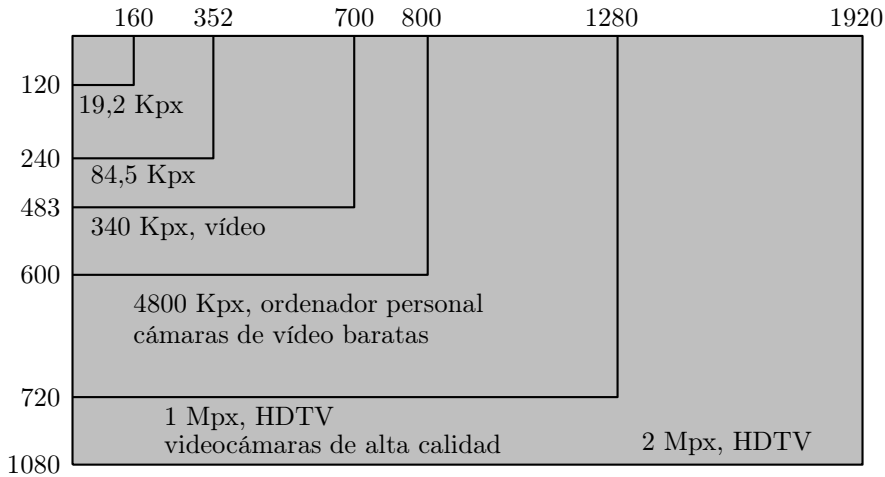 160 352 700 800 1280 1920
120
19,2 Kpx
240
84,5 Kpx
483
340 Kpx, vídeo
600
4800 Kpx, ordenador personal
cámaras de vídeo baratas
720
1 Mpx, HDTV
videocámaras de alta calidad
2 Mpx, HDTV
1080